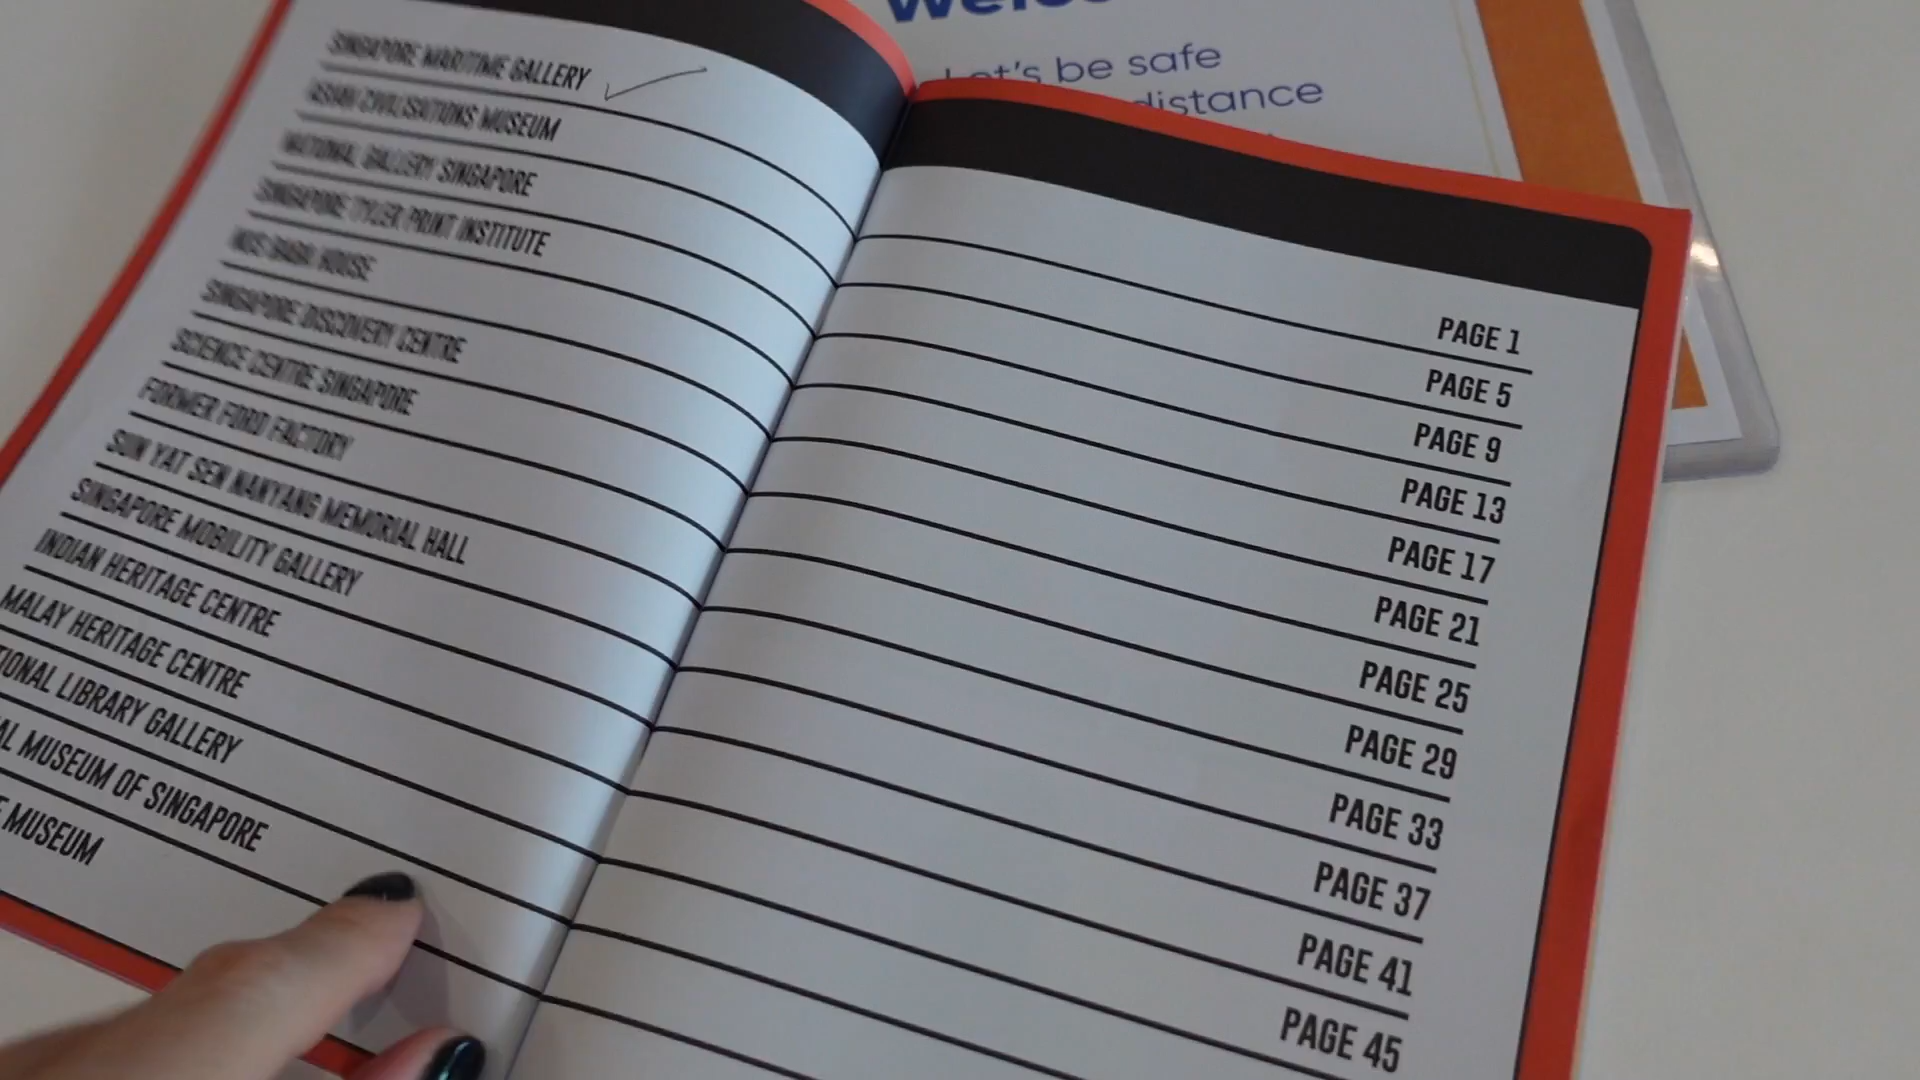 SINGAPORE MARITIME GALLERY
ASIAN CIVILISATIONS MUSEUM
NATIONAL GALLERY SINGAPORE
SINGAPORE TYLER PRINT INSTITUTE
NUS BABA HOUSE
SINGAPORE DISCOVERY CENTRE
SCIENCE CENTRE SINGAPORE
FORMER FORD FACTORY
SUN YAT SEN NANYANG MEMORIAL HALL
SINGAPORE MOBILITY GALLERY
INDIAN HERITAGE CENTRE
MALAY HERITAGE CENTRE
IONAL LIBRARY GALLERY
AL MUSEUM OF SINGAPORE
MUSEUM
PAGE 1
PAGE 5
PAGE 9
PAGE 13
PAGE 17
PAGE 21
PAGE 25
PAGE 29
PAGE 33
PAGE 37
PAGE 41
PAGE 45
Let's be safe
distance